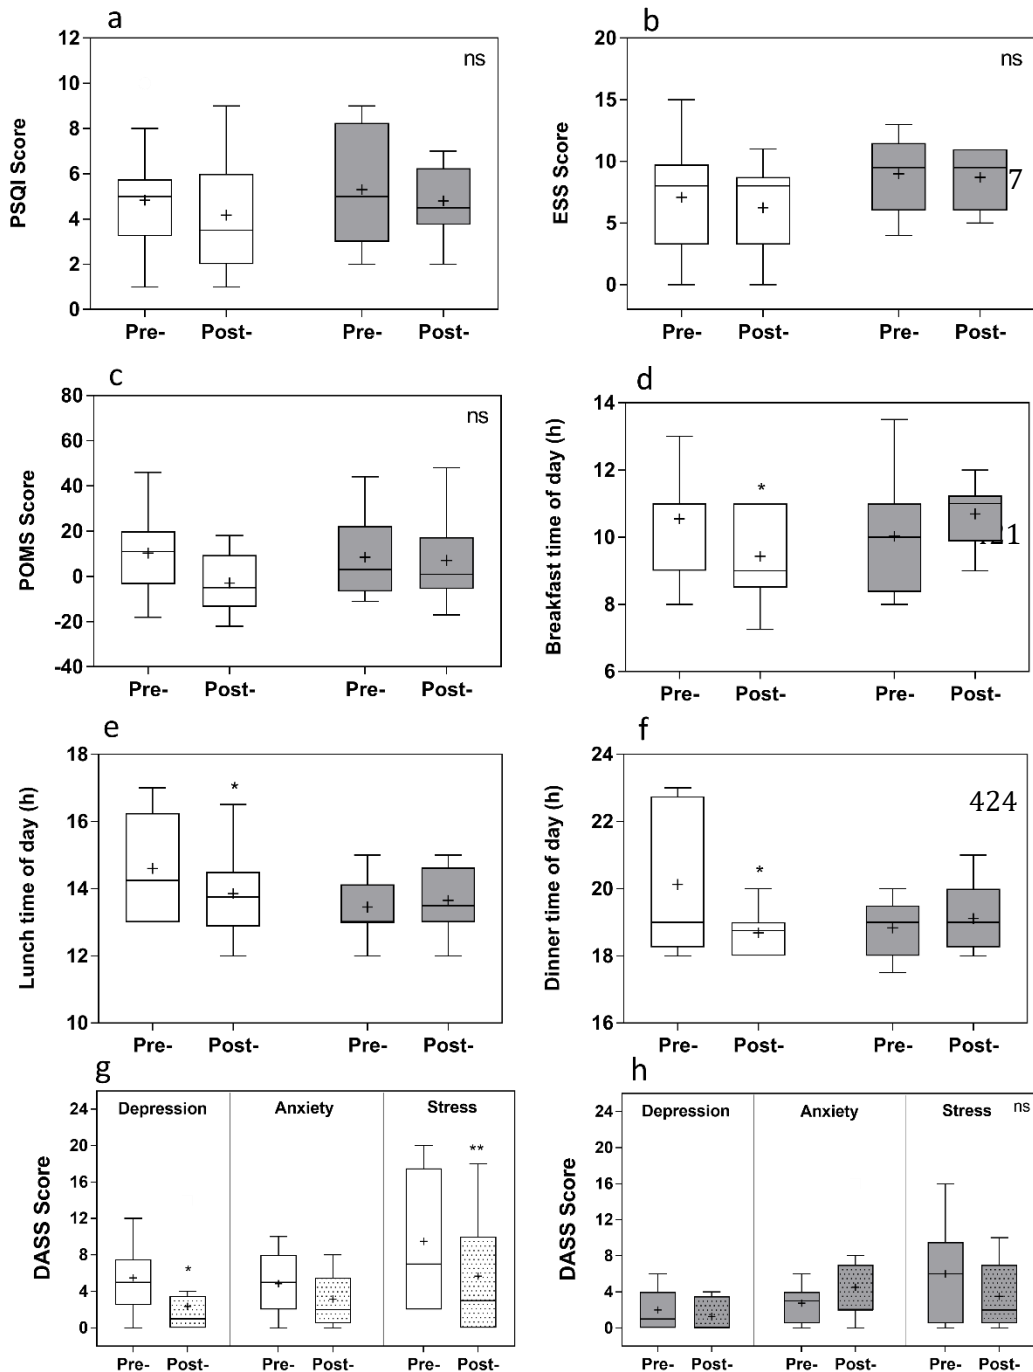 a
PSQI Score
12
10
8
6
4
2
0
ns
Pre- Post- Pre- Post-
b
ESS Score
20
15
10
5
0
ns
7
Pre- Post- Pre- Post-
c
POMS Score
80
60
40
20
0
-20
-40
ns
Pre- Post- Pre- Post-
d
Breakfast time of day (h)
14
12
10
8
6
*
421
Pre- Post- Pre- Post-
e
Lunch time of day (h)
18
16
14
12
10
*
Pre- Post- Pre- Post-
f
Dinner time of day (h)
24
22
20
18
16
*
424
Pre- Post- Pre- Post-
g
DASS Score
24
20
16
12
8
4
0
Depression Anxiety Stress
* **
Pre- Post- Pre- Post- Pre- Post-
h
DASS Score
24
20
16
12
8
4
0
Depression Anxiety Stress ns
Pre- Post- Pre- Post- Pre- Post-